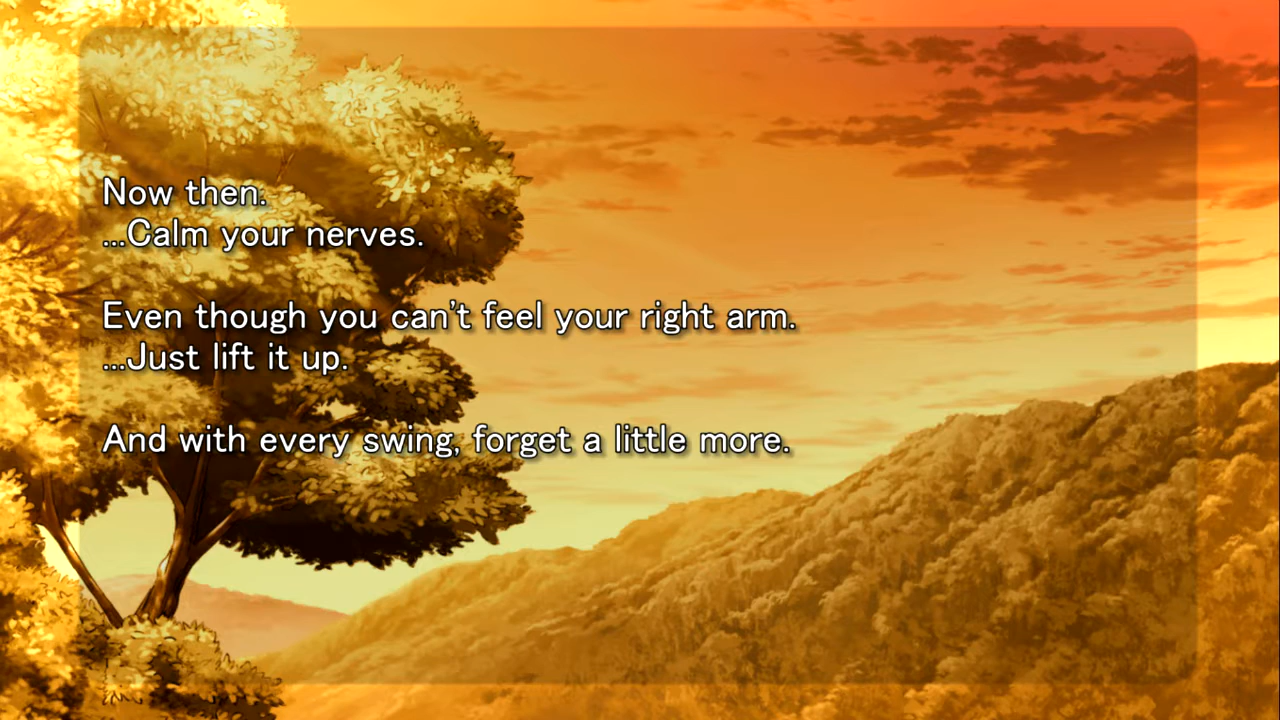 Now then.
...Calm your nerves.
Even though you can't feel your right arm.
...Just lift it up.
And with every swing, forget a little more.